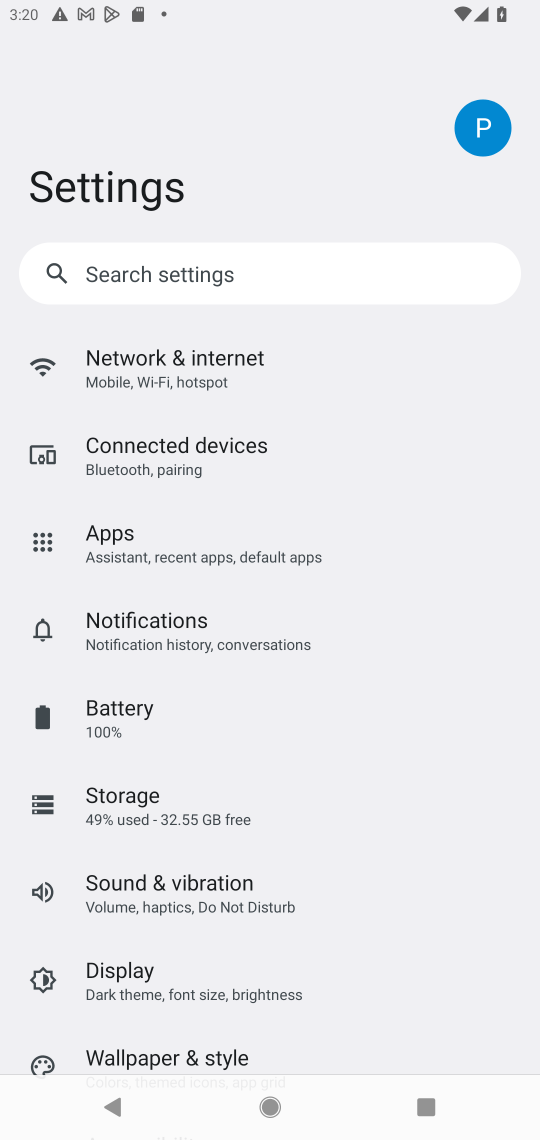 3:20
P
Settings
Search settings
Network & internet
Mobile, Wi-Fi, hotspot
Connected devices
Bluetooth, pairing
Apps
Assistant, recent apps, default apps
Notifications
Notification history, conversations
Battery
100%
Storage
49% used - 32.55 GB free
Sound & vibration
Volume, haptics, Do Not Disturb
Display
Dark theme, font size, brightness
Wallpaper & style
Colors, themed icons, app grid